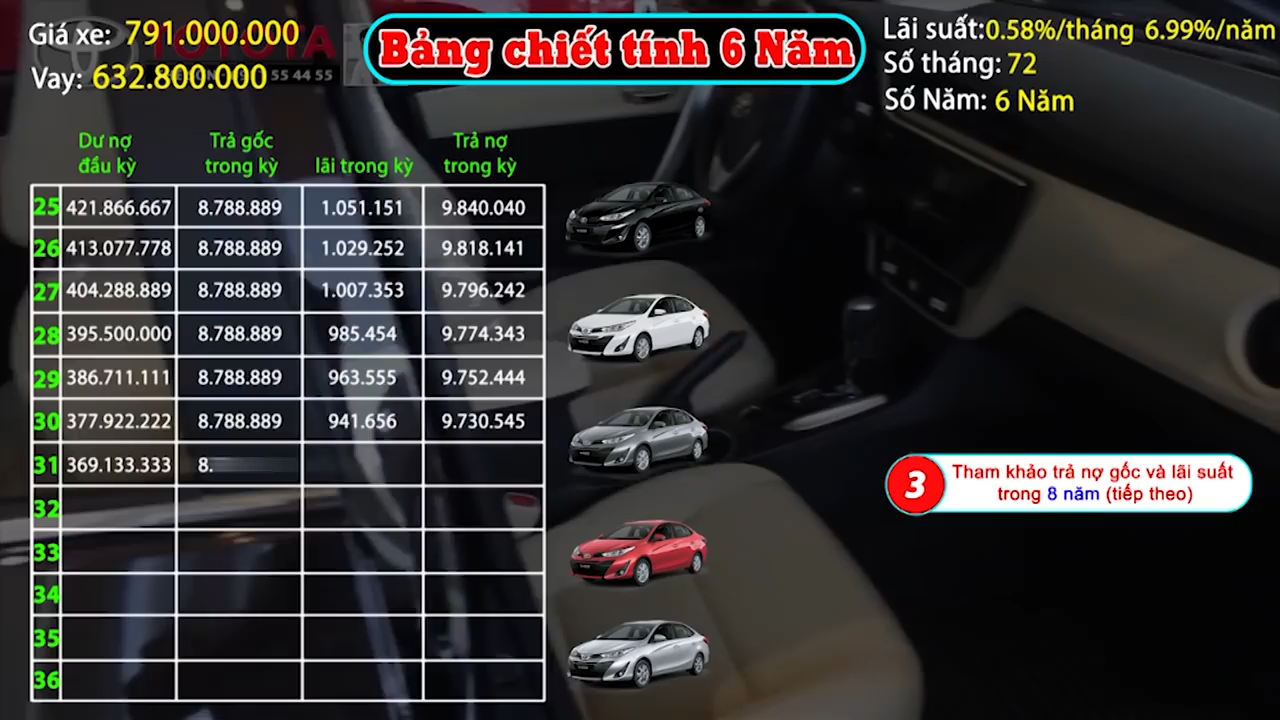 Giá xe: 791.000.000
Vay: 632.800.000
55 44 55
Bảng chiết tính 6 Năm
Lãi suất:0.58%/tháng 6.99%/năm
Số tháng: 72
Số Năm: 6 Năm
Dư nợ đầu kỳ
Trả gốc trong kỳ
lãi trong kỳ
Trả nợ trong kỳ
25 421.866.667 8.788.889 1.051.151 9.840.040
26 413.077.778 8.788.889 1.029.252 9.818.141
27 404.288.889 8.788.889 1.007.353 9.796.242
28 395.500.000 8.788.889 985.454 9.774.343
29 386.711.111 8.788.889 963.555 9.752.444
30 377.922.222 8.788.889 941.656 9.730.545
31 369.133.333 8.
32
33
34
35
36
3
Tham khảo trả nợ gốc và lãi suất
trong 8 năm (tiếp theo)